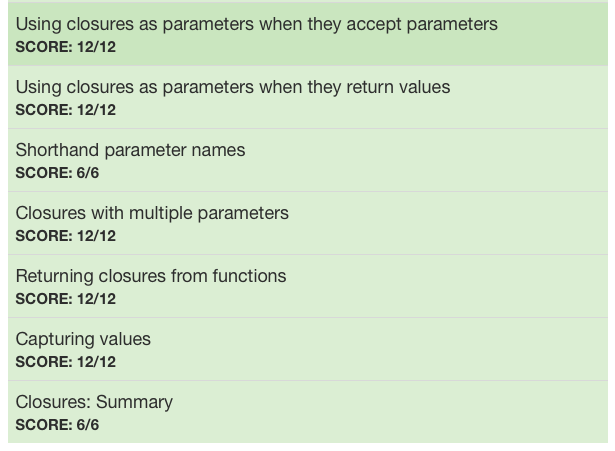 Using closures as parameters when they accept parameters
SCORE: 12/12
Using closures as parameters when they return values
SCORE: 12/12
Shorthand parameter names
SCORE: 6/6
Closures with multiple parameters
SCORE: 12/12
Returning closures from functions
SCORE: 12/12
Capturing values
SCORE: 12/12
Closures: Summary
SCORE: 6/6